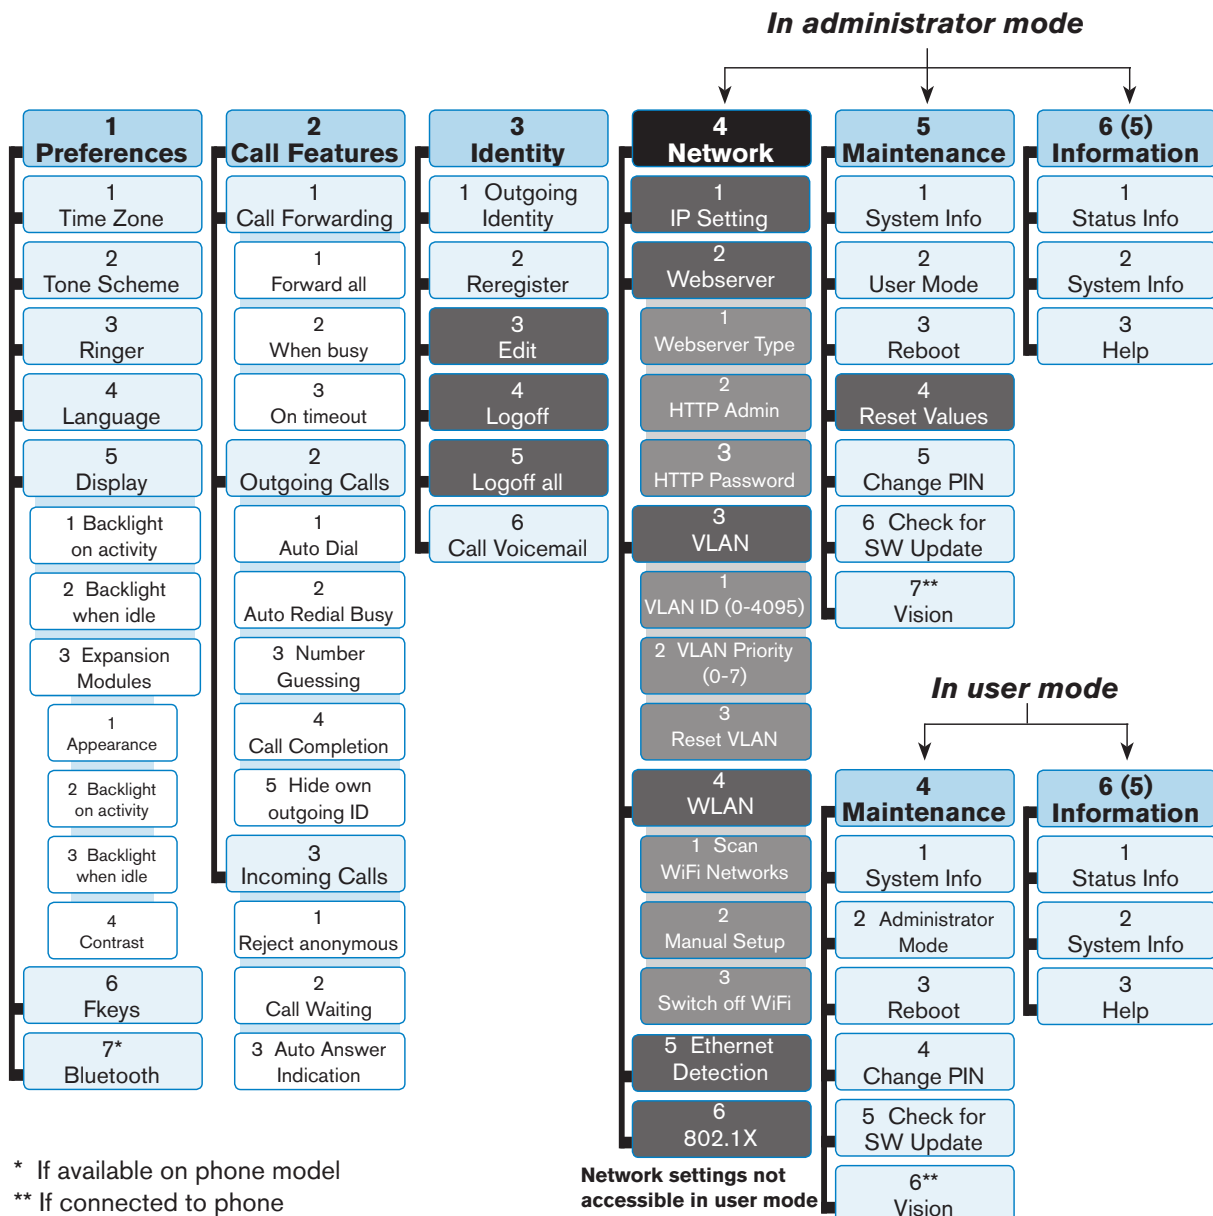 In administrator mode
1
Preferences
1
Time Zone
2
Tone Scheme
3
Ringer
4
Language
5
Display
1 Backlight
on activity
2 Backlight
when idle
3 Expansion
Modules
1
Appearance
2 Backlight
on activity
3 Backlight
when idle
4
Contrast
6
Fkeys
7*
Bluetooth
2
Call Features
1
Call Forwarding
1
Forward all
2
When busy
3
On timeout
2
Outgoing Calls
1
Auto Dial
2
Auto Redial Busy
3 Number
Guessing
4
Call Completion
5 Hide own
outgoing ID
3
Incoming Calls
1
Reject anonymous
2
Call Waiting
3 Auto Answer
Indication
3
Identity
1 Outgoing
Identity
2
Reregister
3
Edit
4
Logoff
5
Logoff all
6
Call Voicemail
4
Network
1
IP Setting
2
Webserver
1
Webserver Type
2
HTTP Admin
3
HTTP Password
3
VLAN
1
VLAN ID (0-4095)
2 VLAN Priority
(0-7)
3
Reset VLAN
4
WLAN
1 Scan
WiFi Networks
2
Manual Setup
3
Switch off WiFi
5 Ethernet
Detection
6
802.1X
Network settings not
accessible in user mode
5
Maintenance
1
System Info
2
User Mode
3
Reboot
4
Reset Values
5
Change PIN
6 Check for
SW Update
7**
Vision
6 (5)
Information
1
Status Info
2
System Info
3
Help
In user mode
4
Maintenance
1
System Info
2 Administrator
Mode
3
Reboot
4
Change PIN
5 Check for
SW Update
6**
Vision
6 (5)
Information
1
Status Info
2
System Info
3
Help
* If available on phone model
** If connected to phone